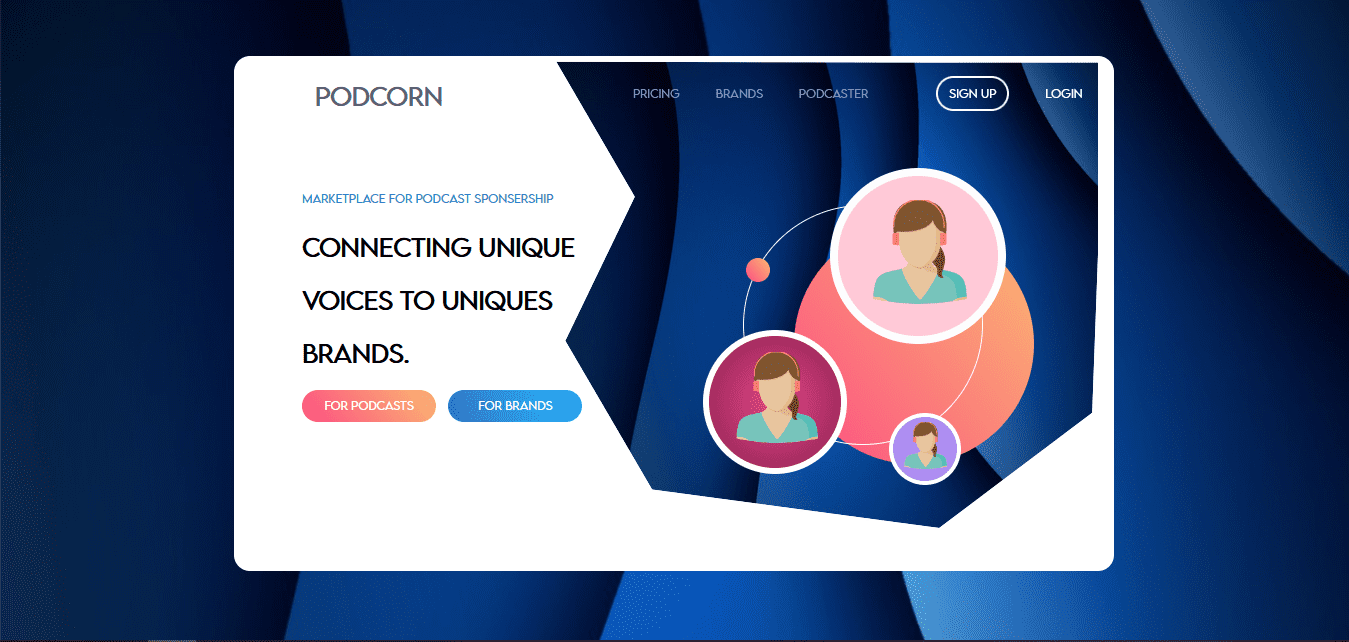 PODCORN
PRICING BRANDS PODCASTER SIGN UP LOGIN
MARKETPLACE FOR PODCAST SPONSERSHIP
CONNECTING UNIQUE
VOICES TO UNIQUES
BRANDS.
FOR PODCASTS FOR BRANDS